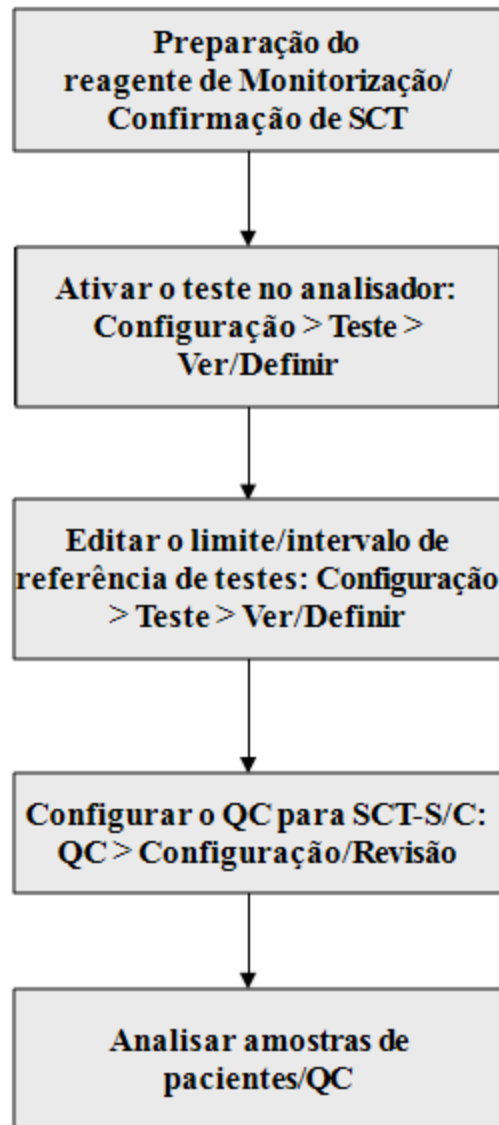 Preparação do
reagente de Monitorização/
Confirmação de SCT
Ativar o teste no analisador:
Configuração > Teste >
Ver/Definir
Editar o limite/intervalo de
referência de testes: Configuração
> Teste > Ver/Definir
Configurar o QC para SCT-S/C:
QC > Configuração/Revisão
Analisar amostras de
pacientes/QC